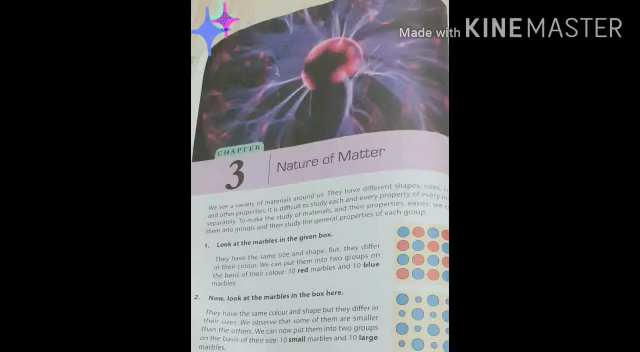 Made with KINEMASTER
CHAPTER
3
Nature of Matter
We see a variety of materials around us. They have different shapes, sizes,
and other properties. It is difficult to study each and every property of every
separately. To make the study of materials, and their properties, easier, we
them into groups and then study the general properties of each group.
1. Look at the marbles in the given box.
They have the same size and shape. But, they differ
in their colour. We can put them into two groups on
the basis of their colour: 10 red marbles and 10 blue
marbles.
2. Now, look at the marbles in the box here.
They have the same colour and shape but they differ in
their sizes. We observe that some of them are smaller
than the others. We can now put them into two groups
on the basis of their size: 10 small marbles and 10 large
marbles.